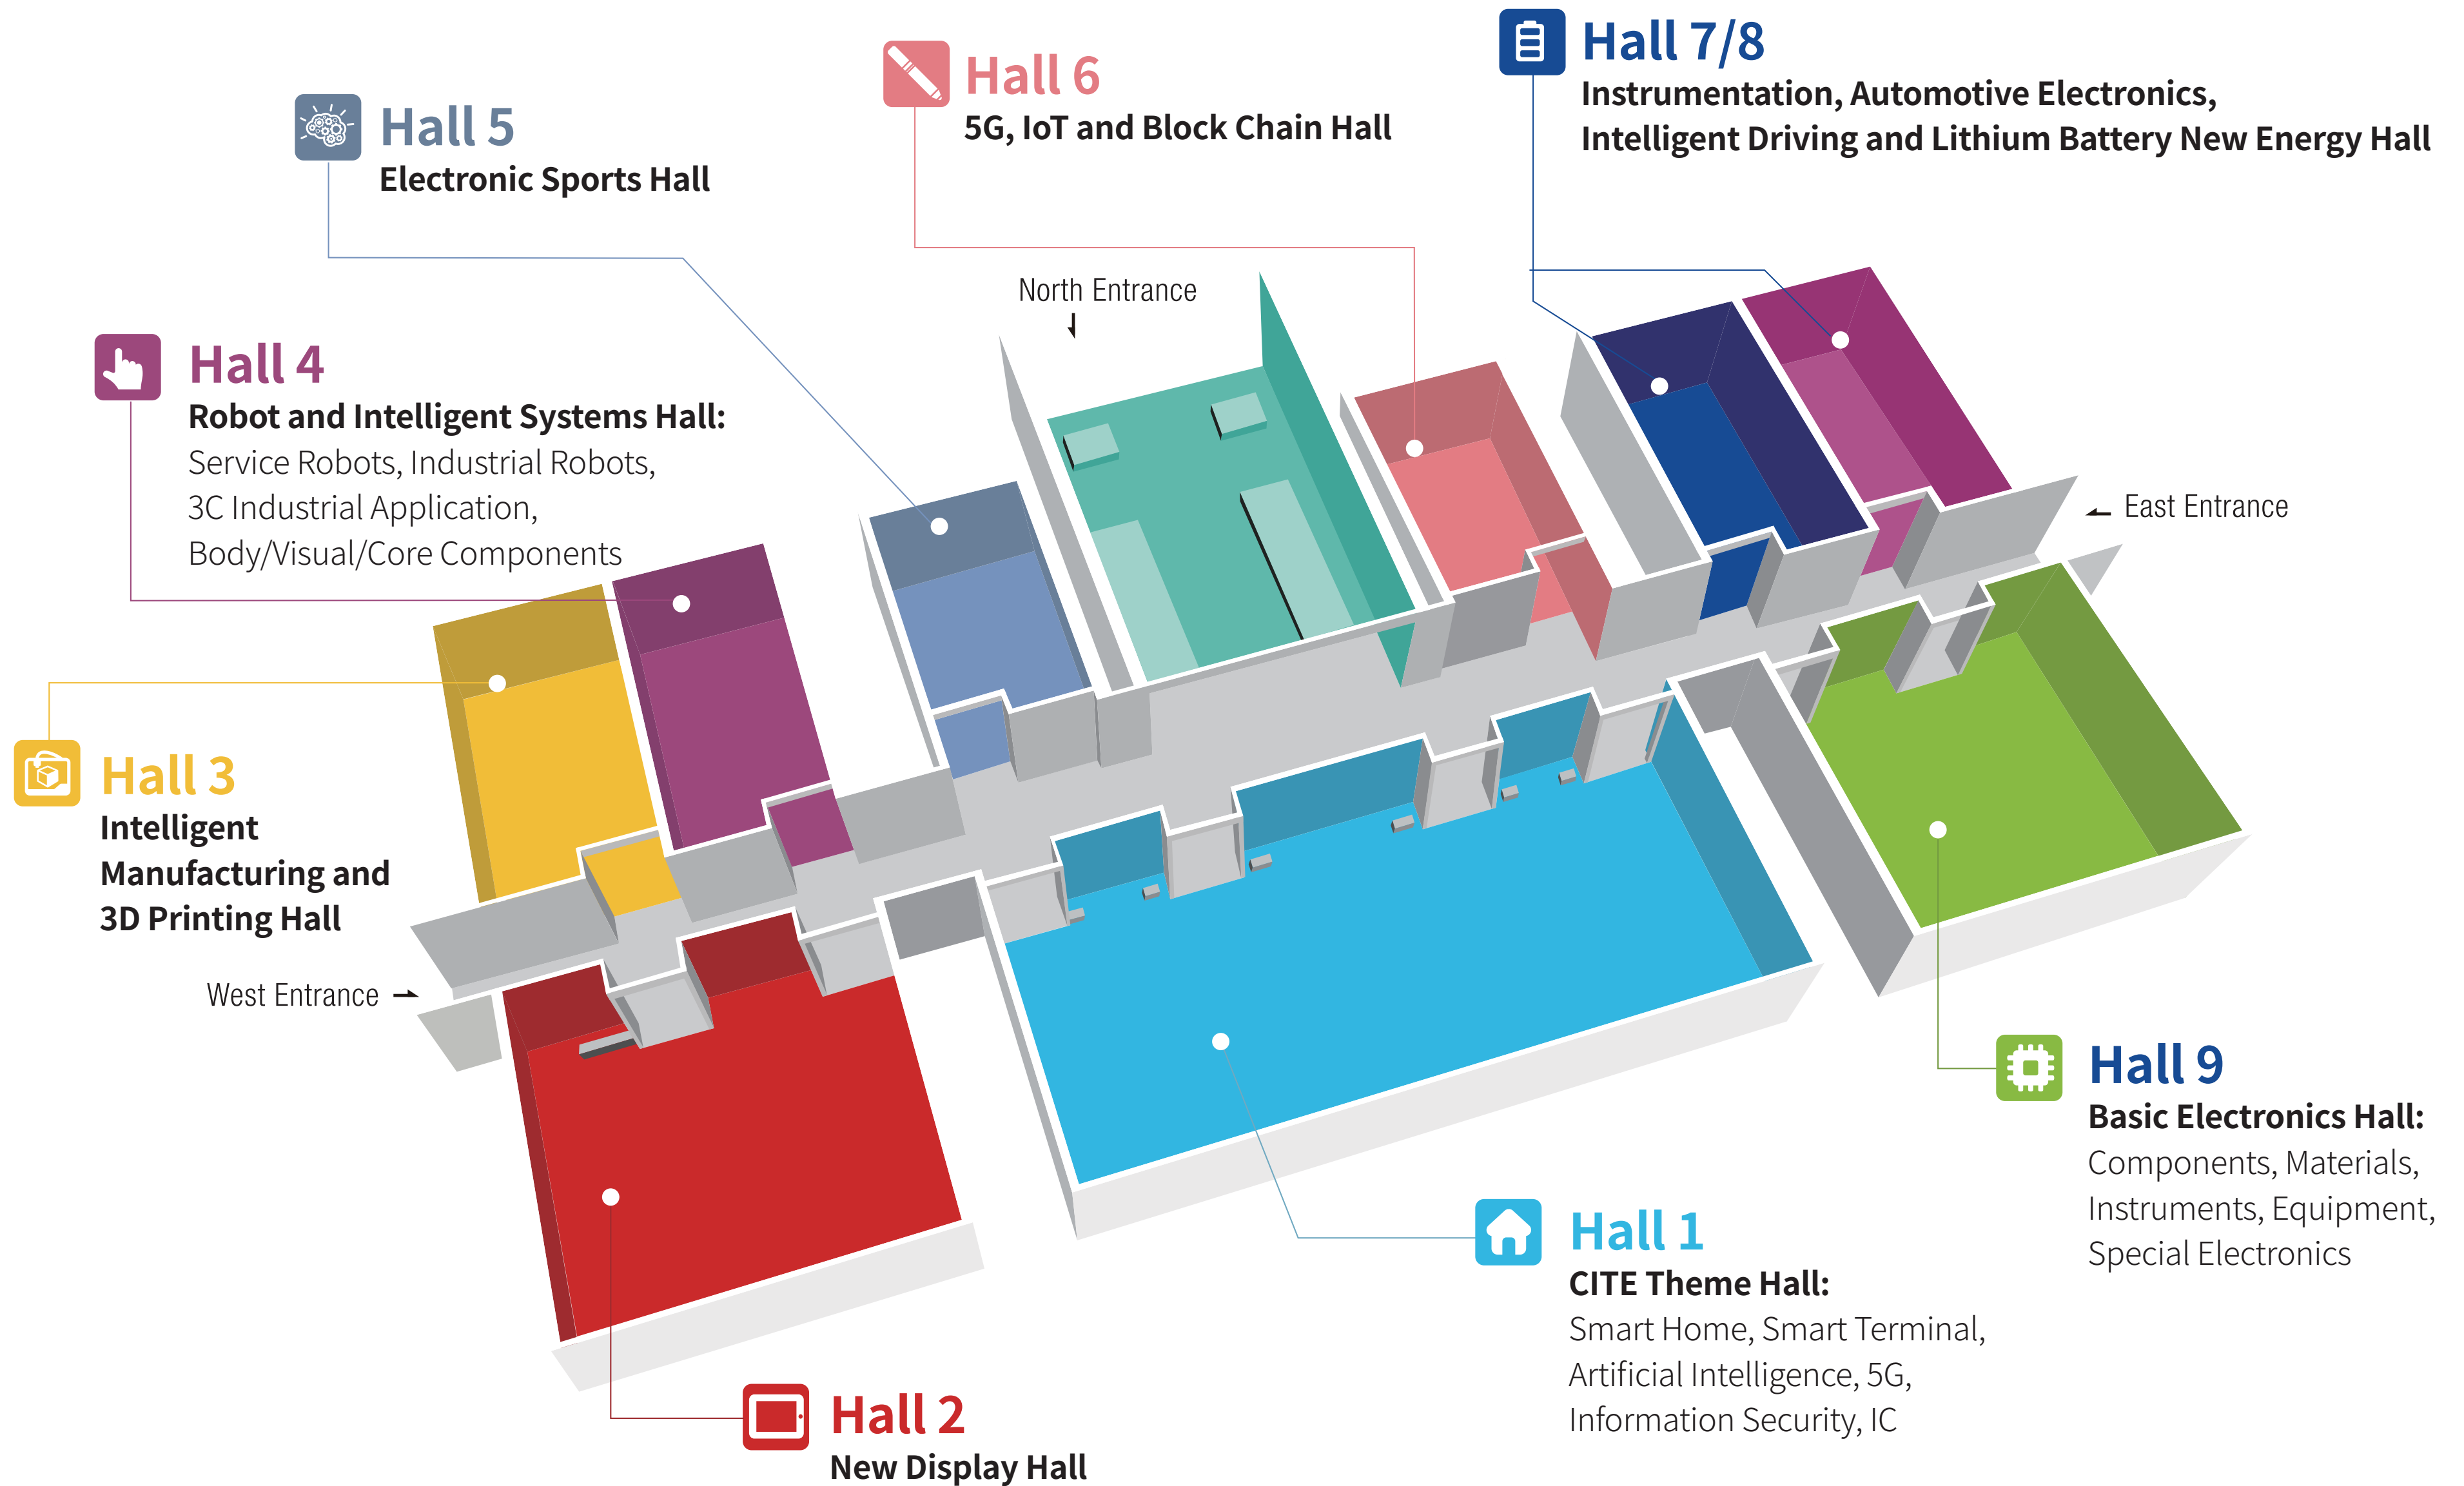 Hall 7/8
Instrumentation, Automotive Electronics,
Intelligent Driving and Lithium Battery New Energy Hall
Hall 6
5G, IoT and Block Chain Hall
Hall 5
Electronic Sports Hall
North Entrance
Hall 4
Robot and Intelligent Systems Hall:
Service Robots, Industrial Robots,
3C Industrial Application,
Body/Visual/Core Components
East Entrance
Hall 3
Intelligent
Manufacturing and
3D Printing Hall
West Entrance
Hall 9
Basic Electronics Hall:
Components, Materials,
Instruments, Equipment,
Special Electronics
Hall 1
CITE Theme Hall:
Smart Home, Smart Terminal,
Artificial Intelligence, 5G,
Information Security, IC
Hall 2
New Display Hall